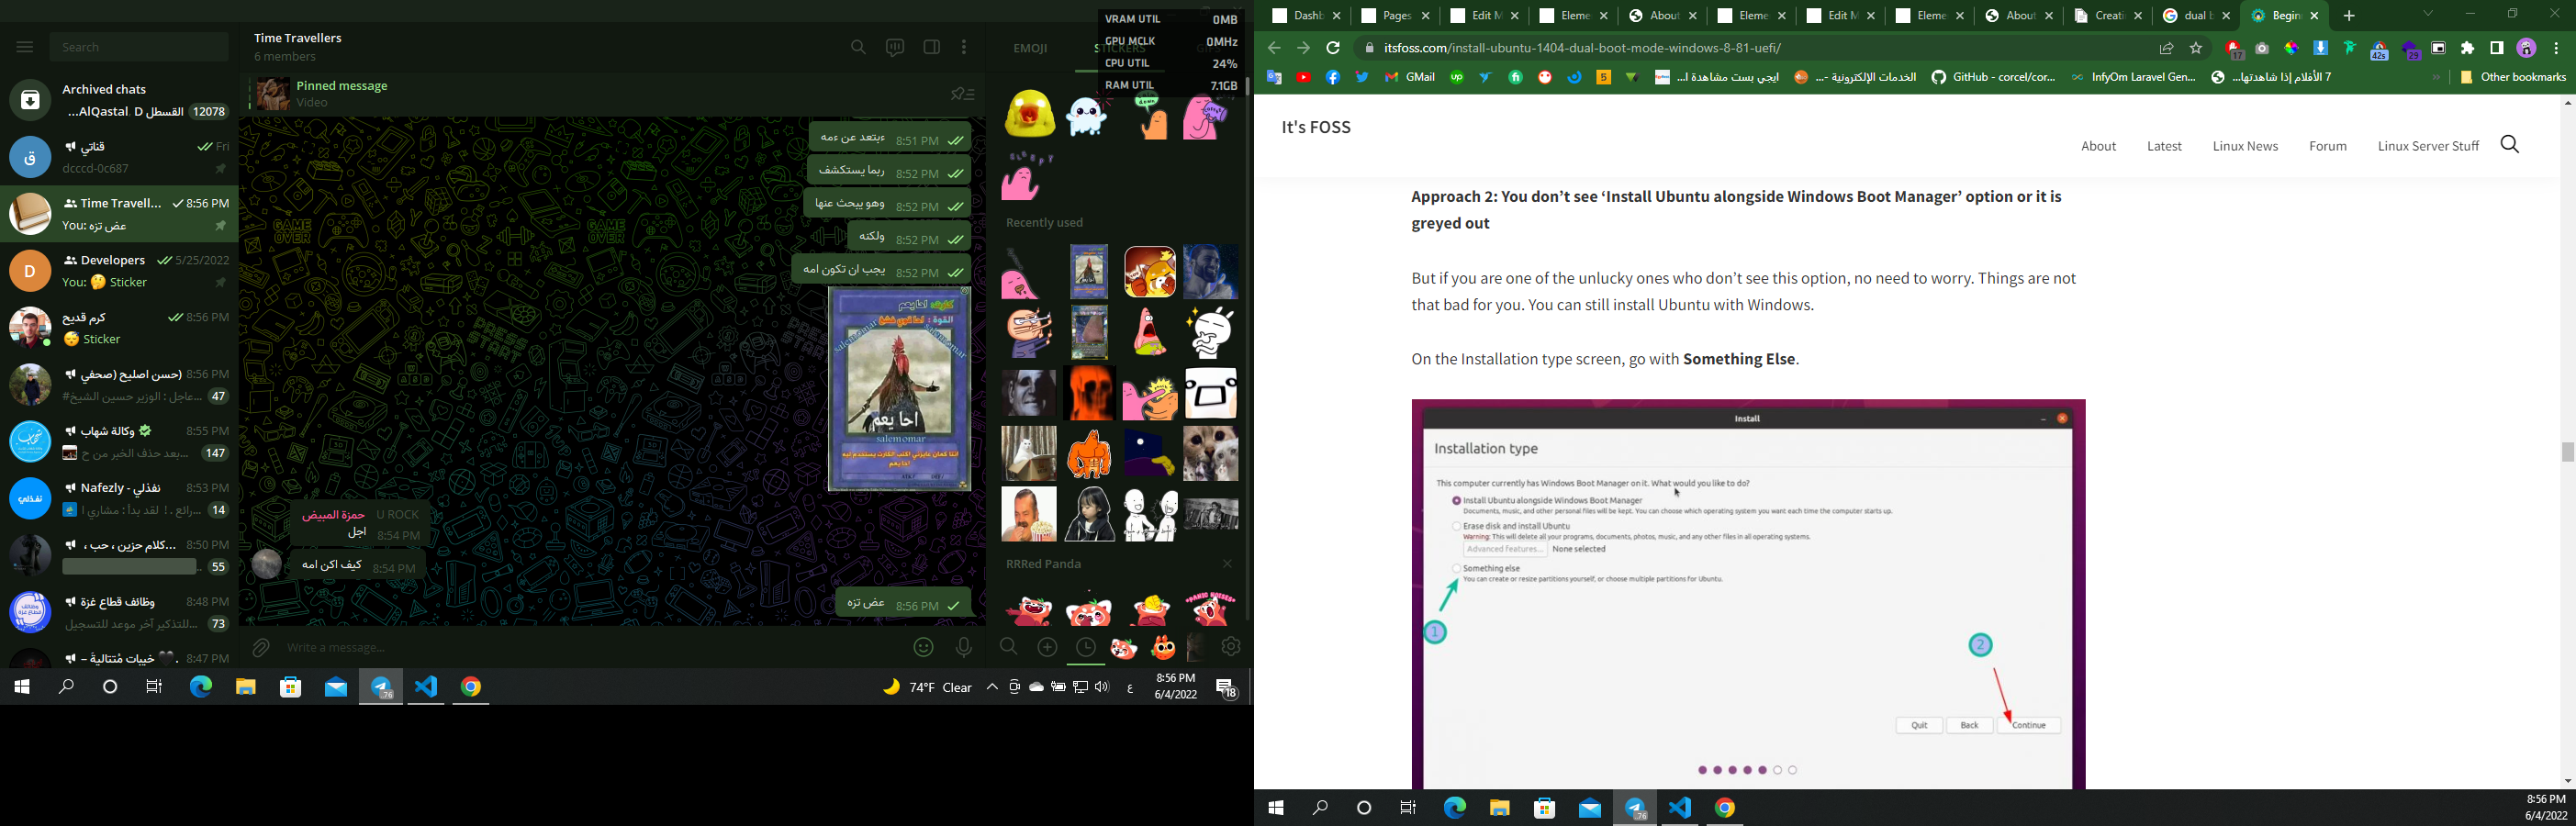 Search
Archived chats
...AlQastal. D القسطل 12078
قناتي Fri
dcccd-0c687
Time Travell... 8:56 PM
You: عض تزه
Developers 5/25/2022
You: 🤔 Sticker
كرم قديح 8:56 PM
😴 Sticker
حسن اصليح (صحفي) 8:56 PM
#عاجل : الوزير حسين الشيخ... 47
وكالة شهاب 8:55 PM
بعد حذف الخبر من ح... 147
Nafezly - نفذلي 8:53 PM
رائع .! لقد بدأ : مشاري ا... 14
كلام حزين ، حب ،... 8:50 PM
55
وظائف قطاع غزة 8:48 PM
للتذكير آخر موعد للتسجيل... 73
خيبات مُتتالية – 🖤. 8:47 PM
Time Travellers
6 members
Pinned message
Video
ءبتعد عن ءمه 8:51 PM
ربما يستكشف 8:52 PM
وهو يبحث عنها 8:52 PM
ولكنه 8:52 PM
يجب ان تكون امه 8:52 PM
احا يعم
salemomar
حمزة المبيض U ROCK
اجل 8:54 PM
كيف اكن امه 8:54 PM
عض تزه 8:56 PM
Write a message...
EMOJI STICKERS GIFS
VRAM UTIL 0MB
GPU MCLK 0MHz
CPU UTIL 24%
RAM UTIL 7.1GB
SLEEPY
Recently used
RRRed Panda
PANIC NOISES
76
74°F Clear
ع
8:56 PM
6/4/2022
18
Dashb Pages Edit M Eleme About Eleme Edit M Eleme About Creati dual b Begin
itsfoss.com/install-ubuntu-1404-dual-boot-mode-windows-8-81-uefi/
17 42s 29
GMail
ايجي بست مشاهدة ا...
الخدمات الإلكترونية -...
GitHub - corcel/cor...
InfyOm Laravel Gen...
7 الأفلام إذا شاهدتها...
Other bookmarks
It's FOSS
About Latest Linux News Forum Linux Server Stuff
Approach 2: You don’t see ‘Install Ubuntu alongside Windows Boot Manager’ option or it is
greyed out
But if you are one of the unlucky ones who don’t see this option, no need to worry. Things are not
that bad for you. You can still install Ubuntu with Windows.
On the Installation type screen, go with Something Else.
Install
Installation type
This computer currently has Windows Boot Manager on it. What would you like to do?
Install Ubuntu alongside Windows Boot Manager
Documents, music, and other personal files will be kept. You can choose which operating system you want each time the computer starts up.
Erase disk and install Ubuntu
Warning: This will delete all your programs, documents, photos, music, and any other files in all operating systems.
Advanced features... None selected
Something else
You can create or resize partitions yourself, or choose multiple partitions for Ubuntu.
1
2
Quit Back Continue
76
8:56 PM
6/4/2022